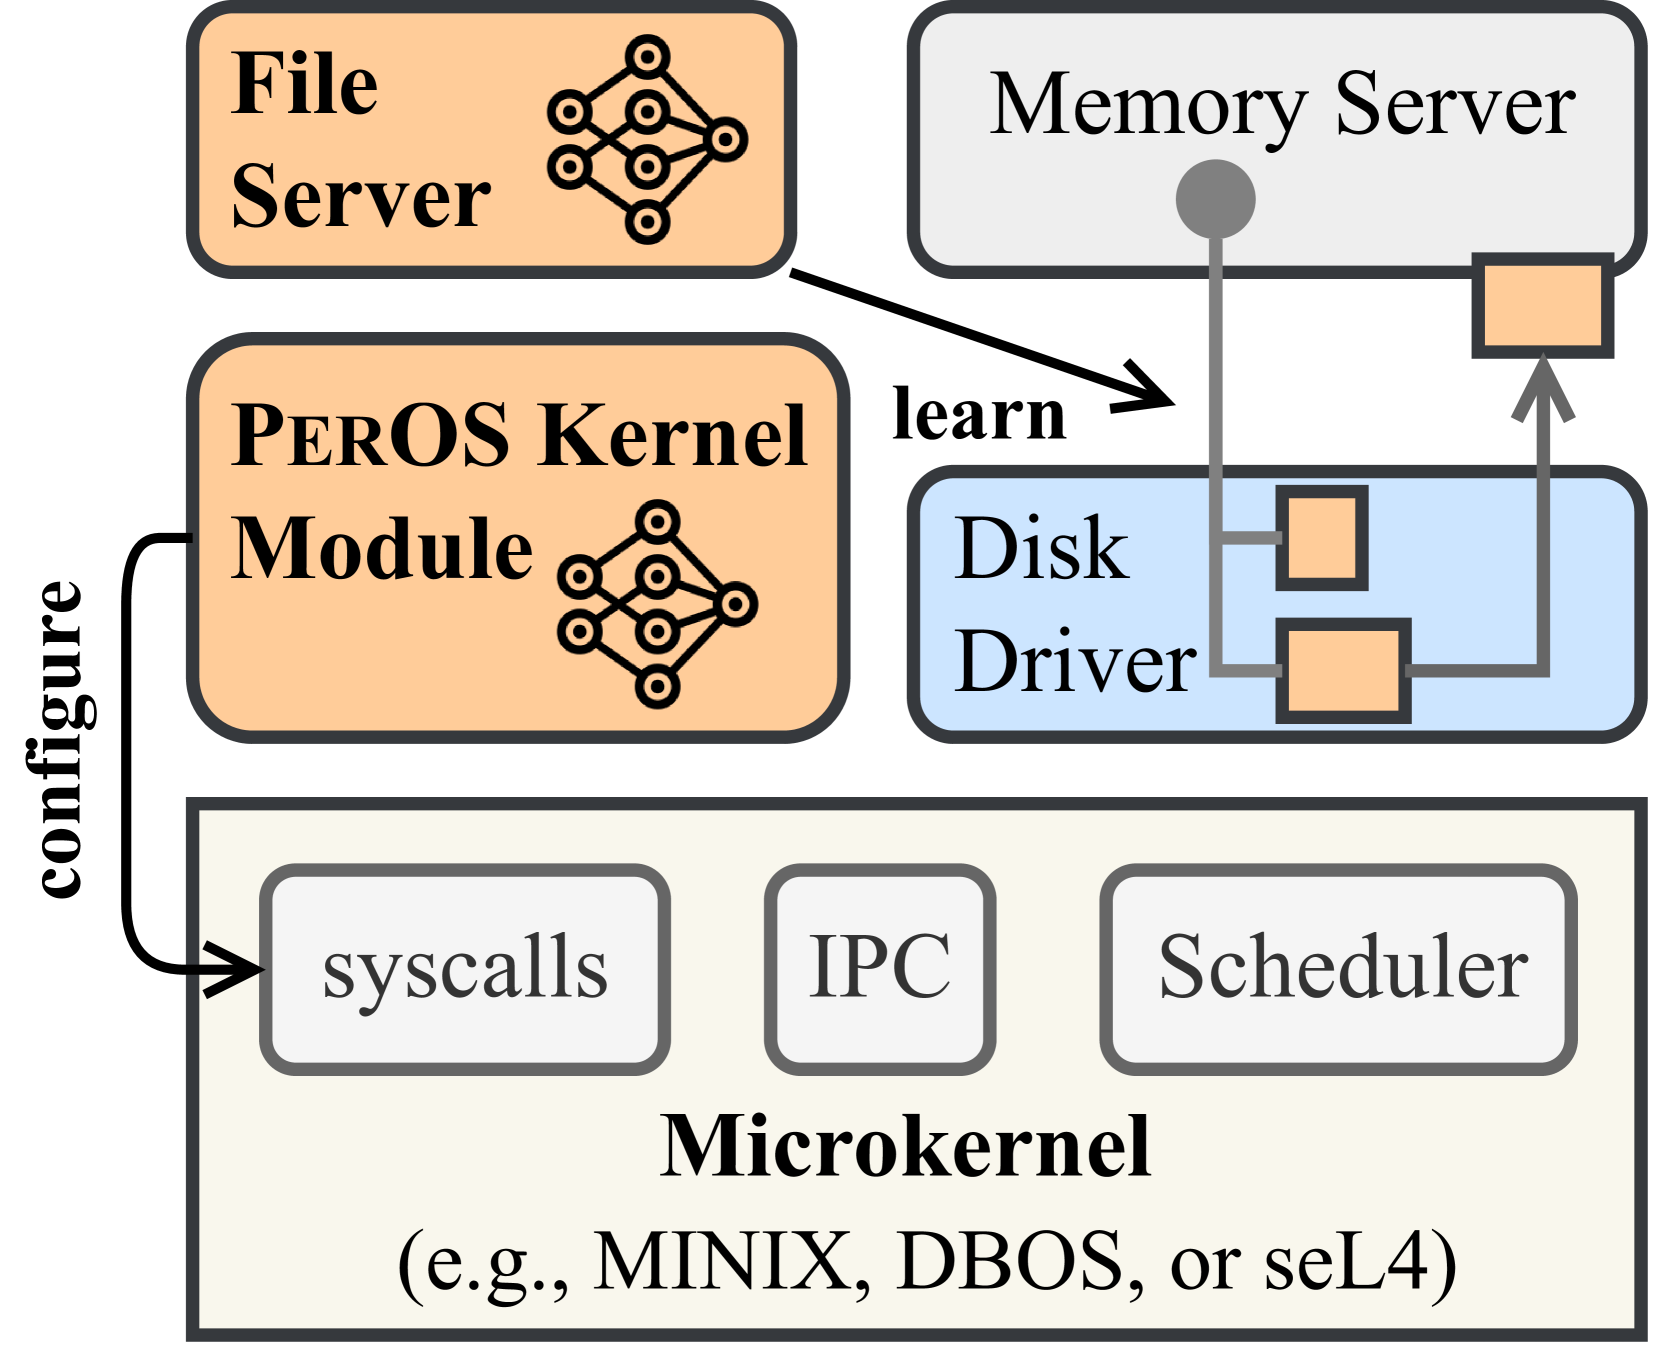 File
Server
Memory Server
learn
PEROS Kernel
Module
Disk
Driver
configure
syscalls
IPC
Scheduler
Microkernel
(e.g., MINIX, DBOS, or seL4)